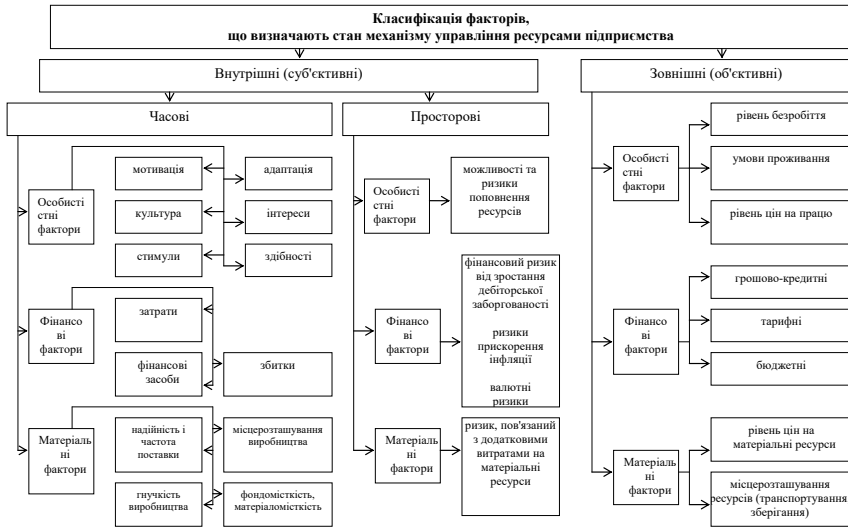 Класифікація факторів,
що визначають стан механізму управління ресурсами підприємства
Внутрішні (суб'єктивні)
Зовнішні (об'єктивні)
Часові
Просторові
Особисті
стні
фактори
мотивація
адаптація
культура
інтереси
стимули
здібності
Фінансо
ві
фактори
затрати
фінансові
засоби
збитки
Матеріаль
ні
фактори
надійність і
частота
поставки
місцерозташування
виробництва
гнучкість
виробництва
фондомісткість,
матеріаломісткість
Особисті
стні
фактори
можливості та
ризики
поповнення
ресурсів
Фінансо
ві
фактори
фінансовий ризик
від зростання
дебіторської
заборгованості
ризики
прискорення
інфляції
валютні
ризики
Матеріаль
ні
фактори
ризик, пов'язаний
з додатковими
витратами на
матеріальні
ресурси
Особисті
стні
фактори
рівень безробіття
умови проживання
рівень цін на працю
Фінансо
ві
фактори
грошово-кредитні
тарифні
бюджетні
Матеріаль
ні
фактори
рівень цін на
матеріальні ресурси
місцерозташування
ресурсів (транспортування,
зберігання)